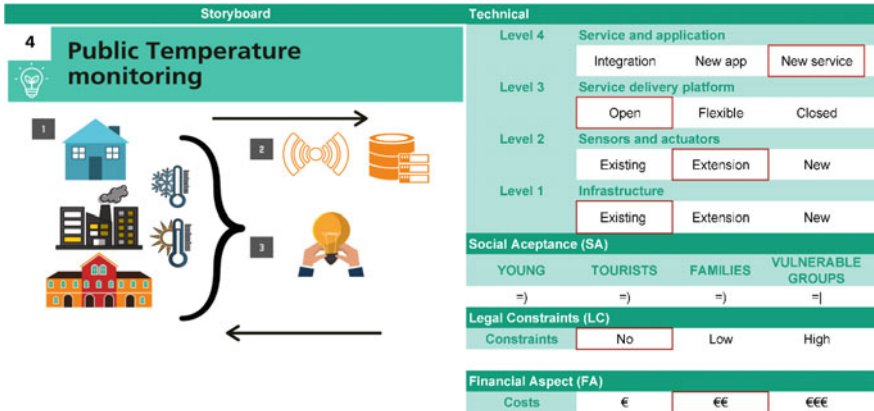 Storyboard
4
Public Temperature
monitoring
1
2
3
Technical
Level 4 Service and application
Integration New app New service
Level 3 Service delivery platform
Open Flexible Closed
Level 2 Sensors and actuators
Existing Extension New
Level 1 Infrastructure
Existing Extension New
Social Aceptance (SA)
YOUNG TOURISTS FAMILIES VULNERABLE GROUPS
=) =) =) =|
Legal Constraints (LC)
Constraints No Low High
Financial Aspect (FA)
Costs € €€ €€€